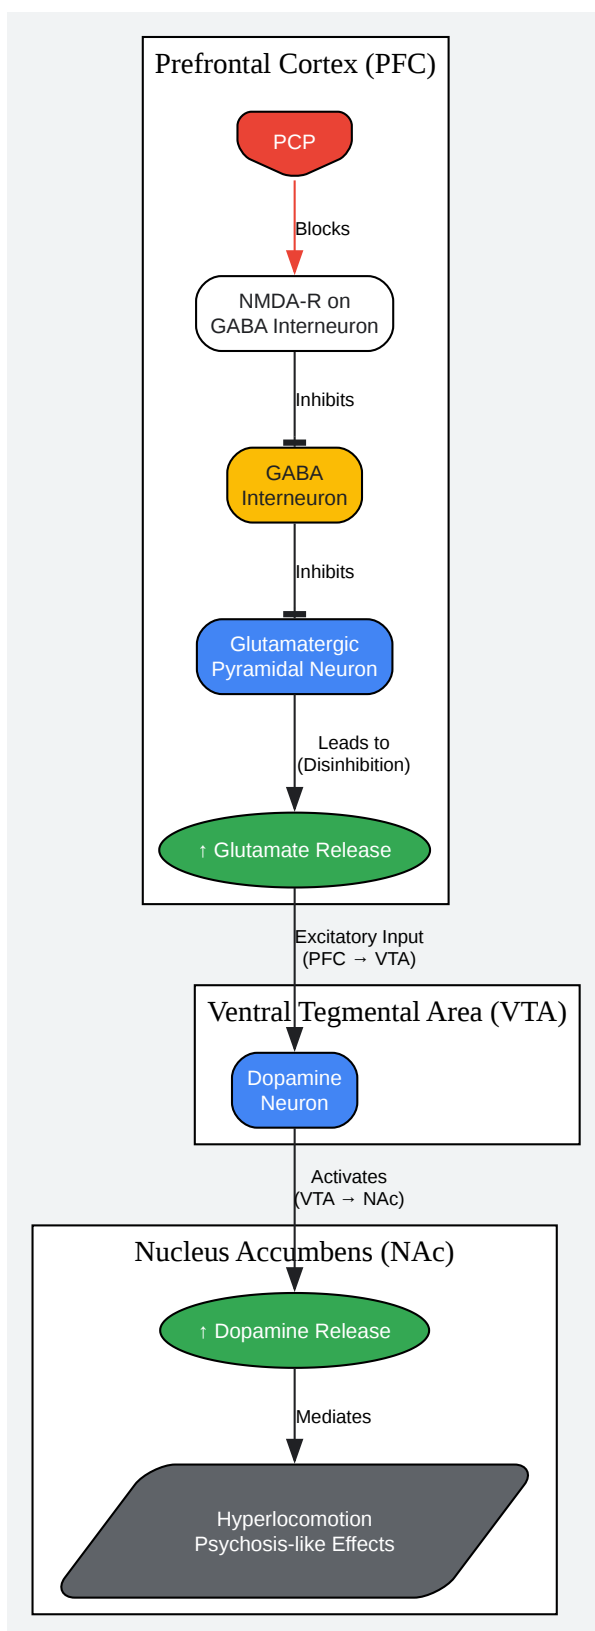 Prefrontal Cortex (PFC)
PCP
Blocks
NMDA-R on
GABA Interneuron
Inhibits
GABA
Interneuron
Inhibits
Glutamatergic
Pyramidal Neuron
Leads to
(Disinhibition)
↑ Glutamate Release
Excitatory Input
(PFC → VTA)
Ventral Tegmental Area (VTA)
Dopamine
Neuron
Activates
(VTA → NAc)
Nucleus Accumbens (NAc)
↑ Dopamine Release
Mediates
Hyperlocomotion
Psychosis-like Effects